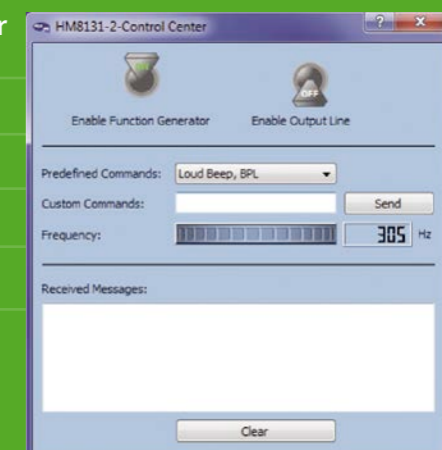 r
HM8131-2-Control Center
?
X
ON
OFF
Enable Function Generator
Enable Output Line
Predefined Commands:
Loud Beep, BPL
Custom Commands:
Send
Frequency:
305 Hz
Received Messages:
Clear